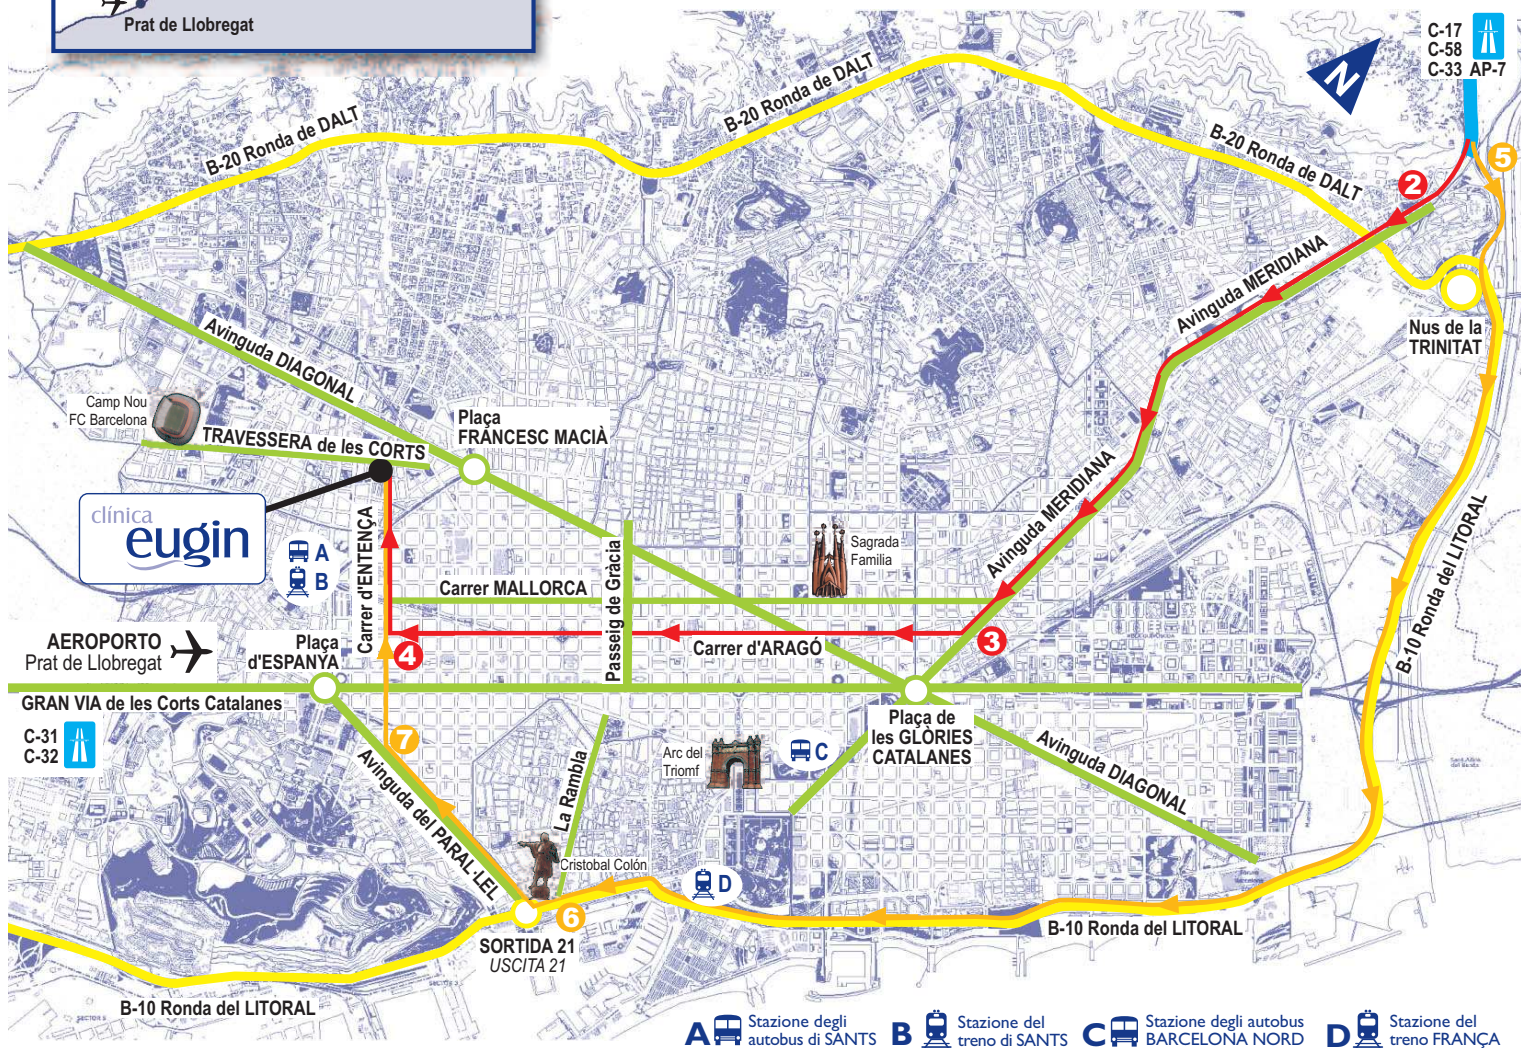 Prat de Llobregat
C-17
C-58
C-33 AP-7
N
B-20 Ronda de DALT
B-20 Ronda de DALT
B-20 Ronda de DALT
5
2
Avinguda MERIDIANA
Nus de la
TRINITAT
Avinguda DIAGONAL
Camp Nou
FC Barcelona
TRAVESSERA de les CORTS
Plaça
FRANCESC MACIÀ
clínica
eugin
A
B
Carrer d'ENTENÇA
Passeig de Gràcia
Sagrada
Familia
Avinguda MERIDIANA
B-10 Ronda del LITORAL
Carrer MALLORCA
Carrer d'ARAGÓ
3
4
AEROPORTO
Prat de Llobregat
Plaça
d'ESPANYA
GRAN VIA de les Corts Catalanes
C-31
C-32
7
Avinguda del PARAL·LEL
La Rambla
Arc del
Triomf
C
Plaça de
les GLÒRIES
CATALANES
Avinguda DIAGONAL
Cristobal Colón
D
6
SORTIDA 21
USCITA 21
B-10 Ronda del LITORAL
B-10 Ronda del LITORAL
A Stazione degli
autobus di SANTS
B Stazione del
treno di SANTS
C Stazione degli autobus
BARCELONA NORD
D Stazione del
treno FRANÇA